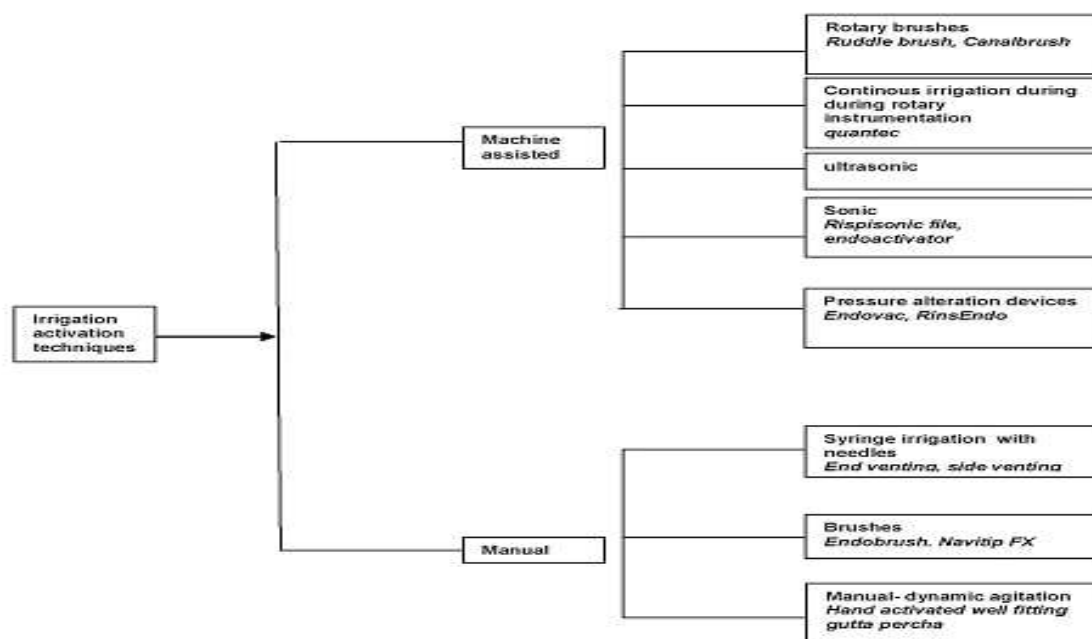 Irrigation
activation
techniques
Machine
assisted
Rotary brushes
Ruddle brush, Canalbrush
Continous irrigation during
during rotary
instrumentation
quantec
ultrasonic
Sonic
Rispisonic file,
endoactivator
Pressure alteration devices
Endovac, RinsEndo
Manual
Syringe irrigation with
needles
End venting, side venting
Brushes
Endobrush. Navitip FX
Manual- dynamic agitation
Hand activated well fitting
gutta percha